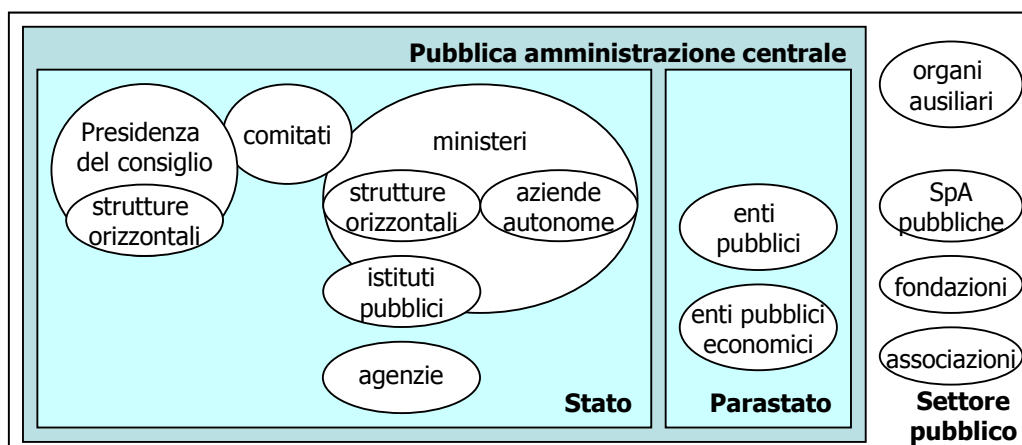 Pubblica amministrazione centrale
Presidenza
del consiglio
strutture
orizzontali
comitati
ministeri
strutture
orizzontali
aziende
autonome
istituti
pubblici
agenzie
Stato
enti
pubblici
enti pubblici
economici
Parastato
organi
ausiliari
SpA
pubbliche
fondazioni
associazioni
Settore
pubblico